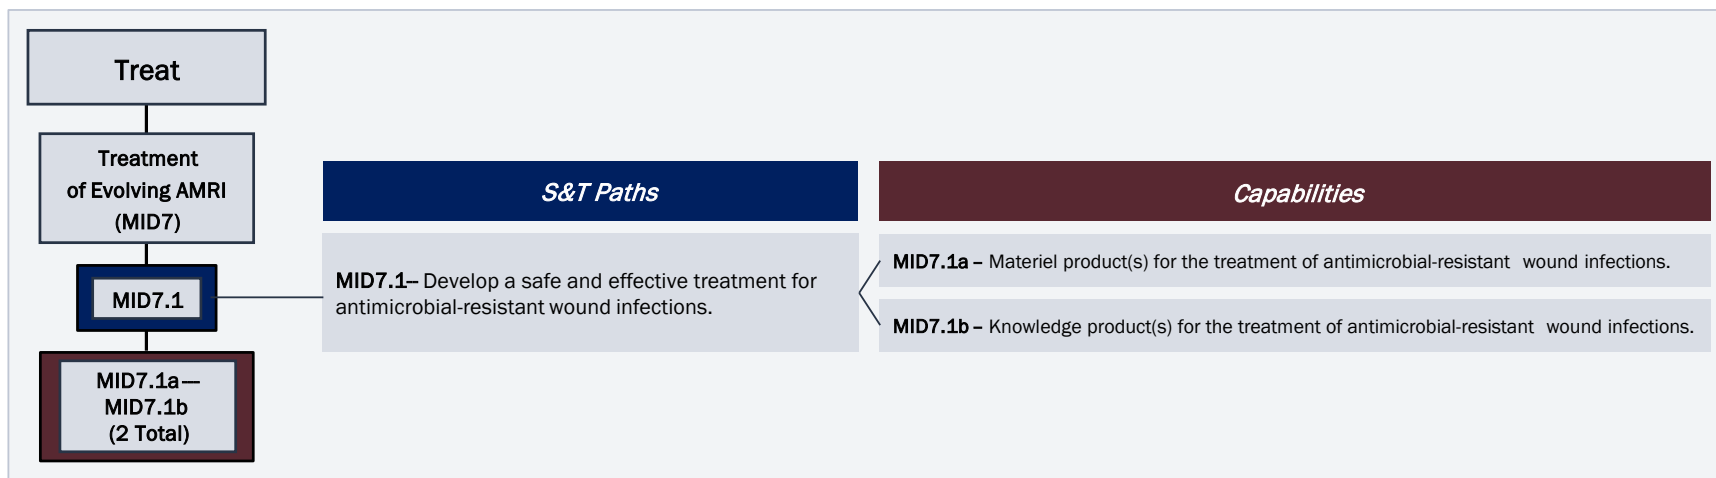 Treat
Treatment
of Evolving AMRI
(MID7)
MID7.1
MID7.1a—
MID7.1b
(2 Total)
S&T Paths
MID7.1– Develop a safe and effective treatment for
antimicrobial-resistant wound infections.
Capabilities
MID7.1a – Materiel product(s) for the treatment of antimicrobial-resistant wound infections.
MID7.1b – Knowledge product(s) for the treatment of antimicrobial-resistant wound infections.